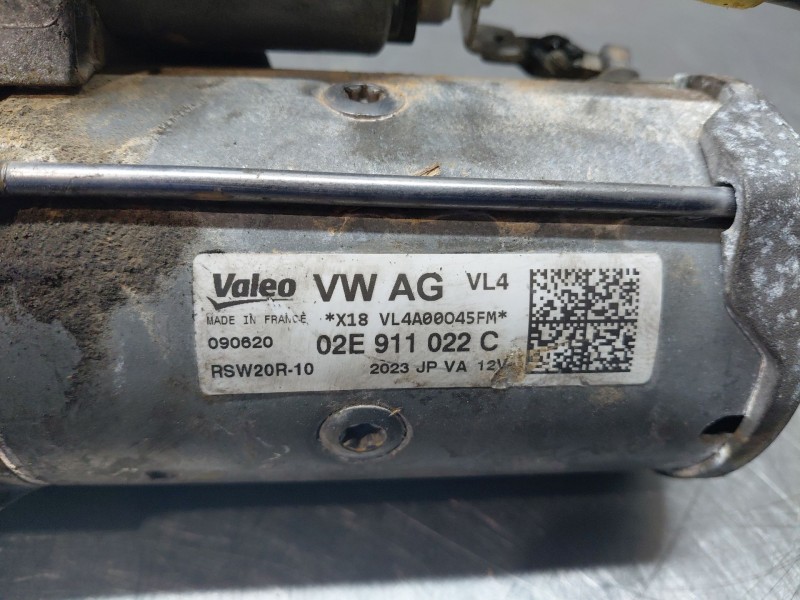 Valeo VW AG VL4
MADE IN FRANCE *X18 VL4A00045FM*
090620 02E 911 022 C
RSW20R-10 2023 JP VA 12V